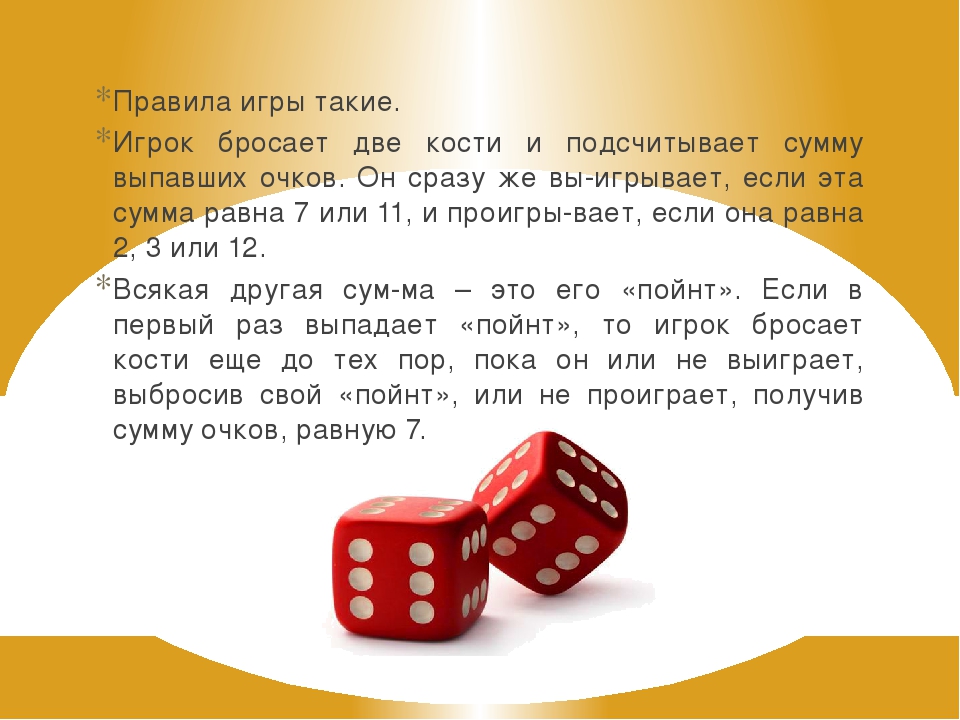 *Правила игры такие.
*Игрок бросает две кости и подсчитывает сумму
выпавших очков. Он сразу же вы-игрывает, если эта
сумма равна 7 или 11, и проигры-вает, если она равна
2, 3 или 12.
*Всякая другая сум-ма – это его «пойнт». Если в
первый раз выпадает «пойнт», то игрок бросает
кости еще до тех пор, пока он или не выиграет,
выбросив свой «пойнт», или не проиграет, получив
сумму очков, равную 7.